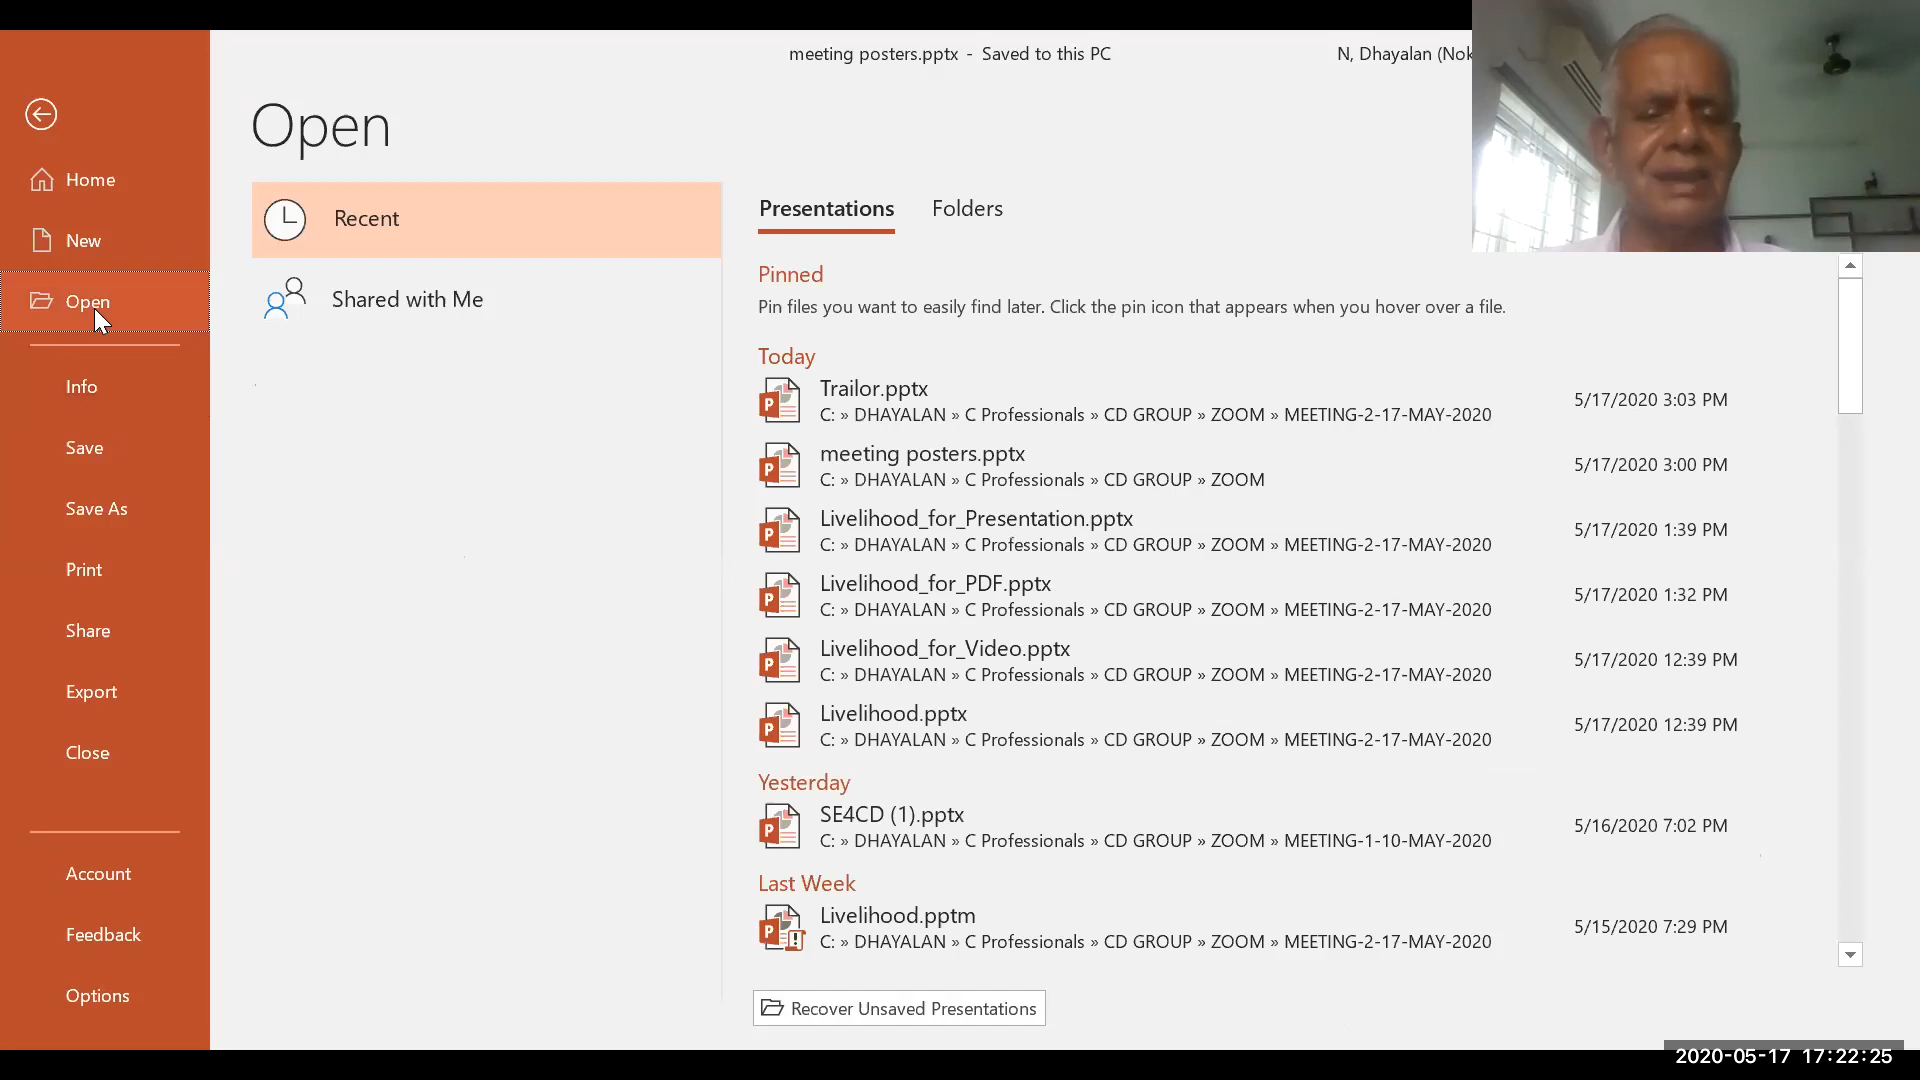 meeting posters.pptx - Saved to this PC
N, Dhayalan (Nok
Open
Home
New
Open
Info
Save
Save As
Print
Share
Export
Close
Account
Feedback
Options
Recent
Shared with Me
Presentations Folders
Pinned
Pin files you want to easily find later. Click the pin icon that appears when you hover over a file.
Today
Trailor.pptx
C: » DHAYALAN » C Professionals » CD GROUP » ZOOM » MEETING-2-17-MAY-2020
5/17/2020 3:03 PM
meeting posters.pptx
C: » DHAYALAN » C Professionals » CD GROUP » ZOOM
5/17/2020 3:00 PM
Livelihood_for_Presentation.pptx
C: » DHAYALAN » C Professionals » CD GROUP » ZOOM » MEETING-2-17-MAY-2020
5/17/2020 1:39 PM
Livelihood_for_PDF.pptx
C: » DHAYALAN » C Professionals » CD GROUP » ZOOM » MEETING-2-17-MAY-2020
5/17/2020 1:32 PM
Livelihood_for_Video.pptx
C: » DHAYALAN » C Professionals » CD GROUP » ZOOM » MEETING-2-17-MAY-2020
5/17/2020 12:39 PM
Livelihood.pptx
C: » DHAYALAN » C Professionals » CD GROUP » ZOOM » MEETING-2-17-MAY-2020
5/17/2020 12:39 PM
Yesterday
SE4CD (1).pptx
C: » DHAYALAN » C Professionals » CD GROUP » ZOOM » MEETING-1-10-MAY-2020
5/16/2020 7:02 PM
Last Week
Livelihood.pptm
C: » DHAYALAN » C Professionals » CD GROUP » ZOOM » MEETING-2-17-MAY-2020
5/15/2020 7:29 PM
Recover Unsaved Presentations
2020-05-17 17:22:25